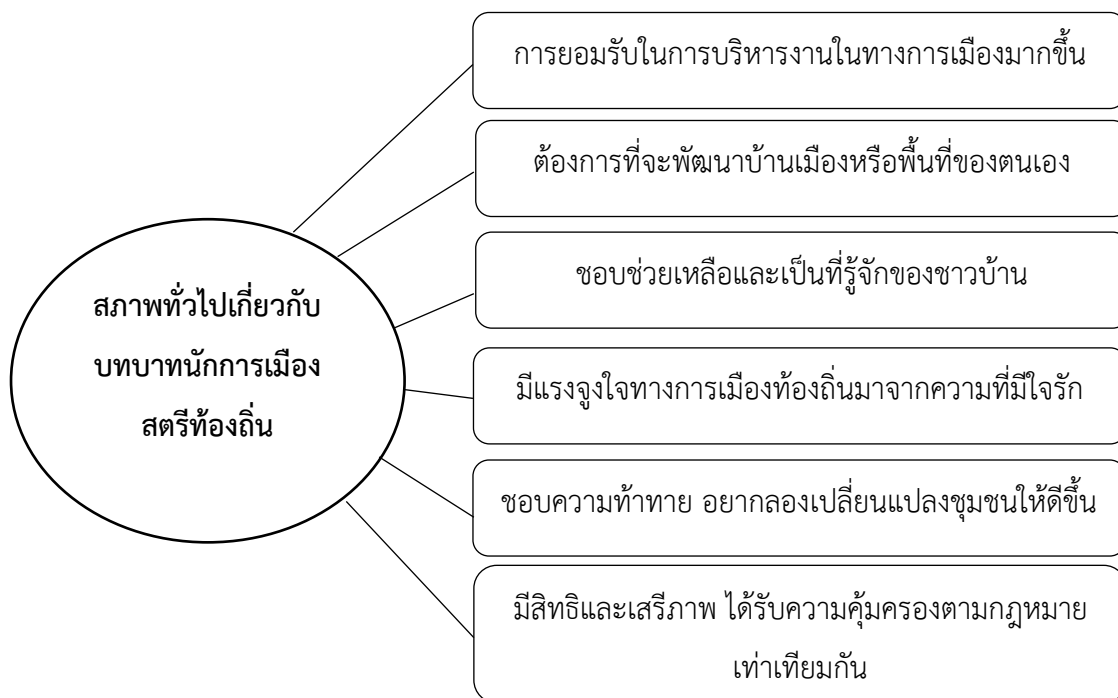 การยอมรับในการบริหารงานในทางการเมืองมากขึ้น
ต้องการที่จะพัฒนาบ้านเมืองหรือพื้นที่ของตนเอง
ชอบช่วยเหลือและเป็นที่รู้จักของชาวบ้าน
สภาพทั่วไปเกี่ยวกับ
บทบาทนักการเมือง
สตรีท้องถิ่น
มีแรงจูงใจทางการเมืองท้องถิ่นมาจากความที่มีใจรัก
ชอบความท้าทาย อยากลองเปลี่ยนแปลงชุมชนให้ดีขึ้น
มีสิทธิและเสรีภาพ ได้รับความคุ้มครองตามกฎหมาย
เท่าเทียมกัน